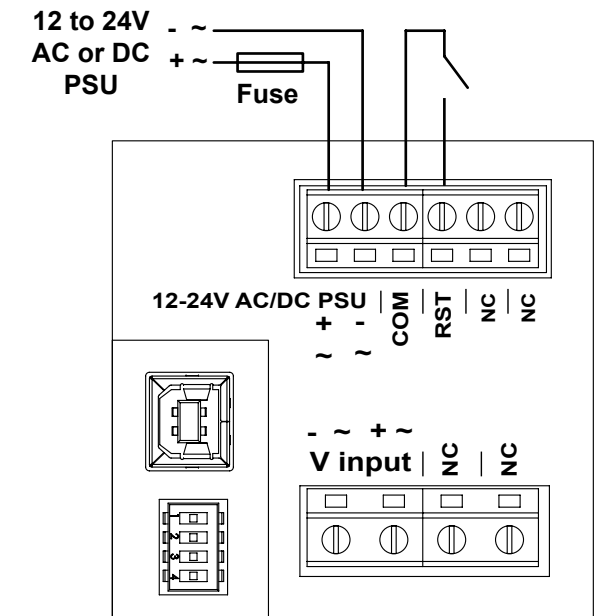 12 to 24V - ~
AC or DC + ~
PSU
Fuse
12-24V AC/DC PSU | COM | RST | NC | NC
+ -
~ ~
- ~ + ~
V input | NC | NC
1
2
3
4